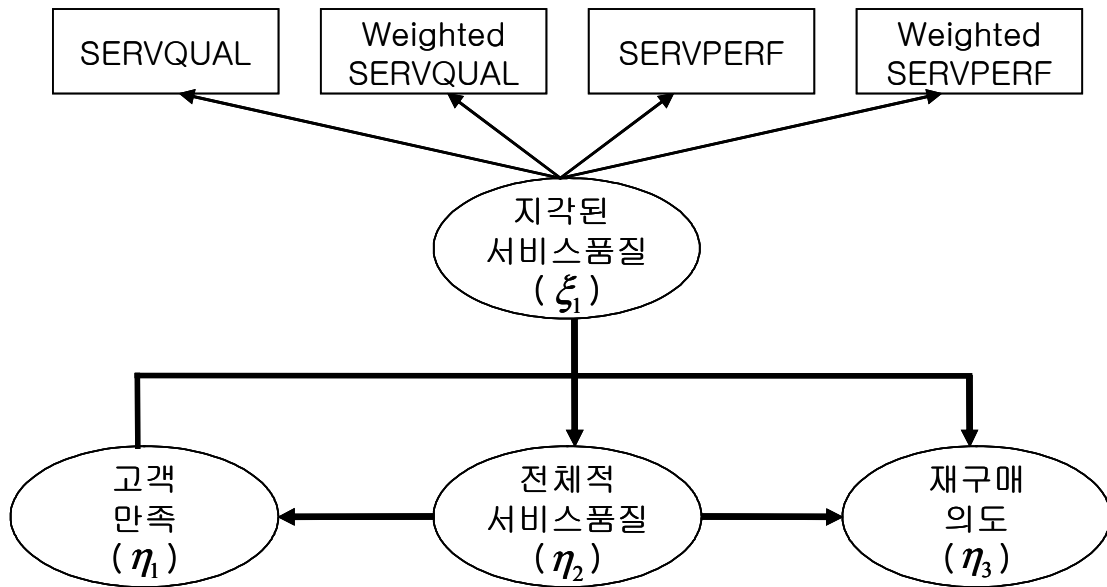 SERVQUAL
Weighted
SERVQUAL
SERVPERF
Weighted
SERVPERF
지각된
서비스품질
( ξ₁ )
고객
만족
( η₁ )
전체적
서비스품질
( η₂ )
재구매
의도
( η₃ )